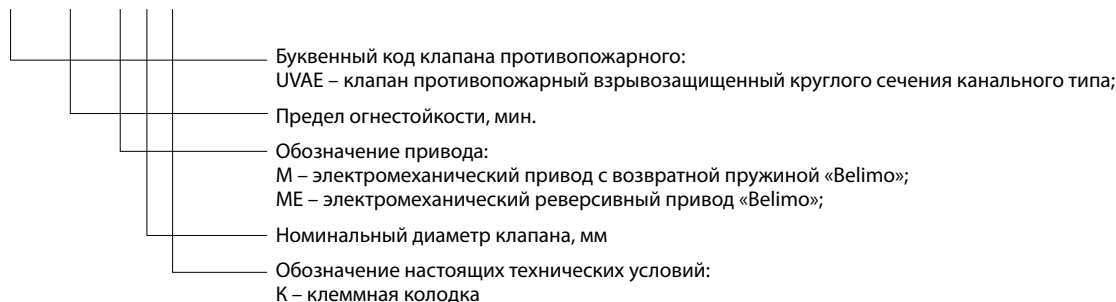 Буквенный код клапана противопожарного:
UVAE – клапан противопожарный взрывозащищенный круглого сечения канального типа;
Предел огнестойкости, мин.
Обозначение привода:
М – электромеханический привод с возвратной пружиной «Belimo»;
МЕ – электромеханический реверсивный привод «Belimo»;
Номинальный диаметр клапана, мм
Обозначение настоящих технических условий:
К – клеммная колодка